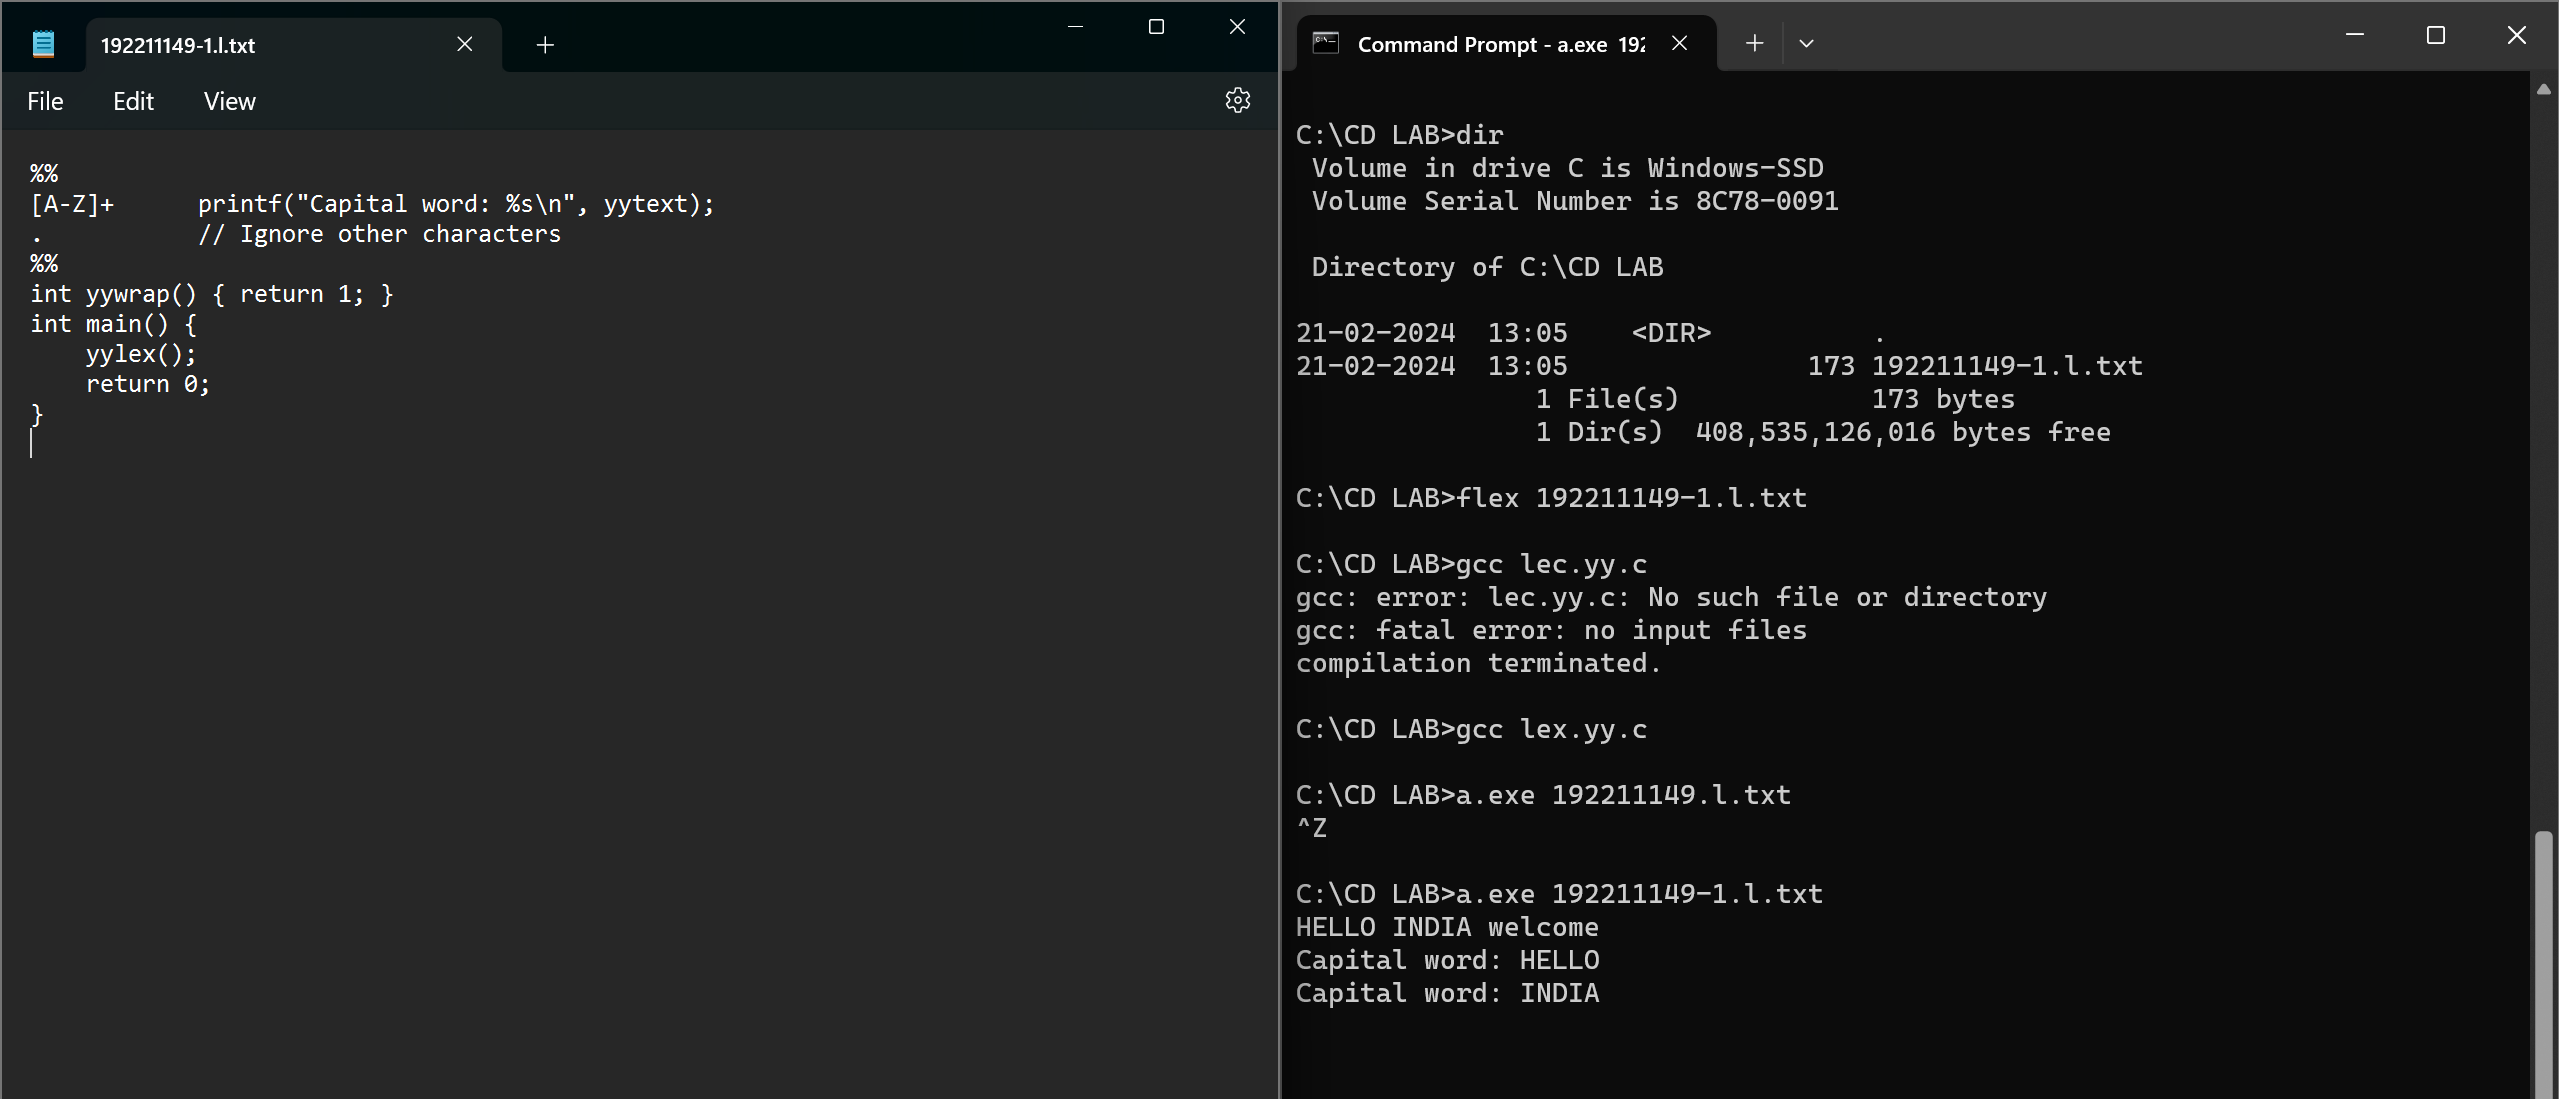 192211149-1.l.txt
File Edit View
%%
[A-Z]+      printf("Capital word: %s\n", yytext);
.           // Ignore other characters
%%
int yywrap() { return 1; }
int main() {
    yylex();
    return 0;
}
Command Prompt - a.exe 192
C:\CD LAB>dir
 Volume in drive C is Windows-SSD
 Volume Serial Number is 8C78-0091
 Directory of C:\CD LAB
21-02-2024  13:05    <DIR>          .
21-02-2024  13:05               173 192211149-1.l.txt
               1 File(s)            173 bytes
               1 Dir(s)  408,535,126,016 bytes free
C:\CD LAB>flex 192211149-1.l.txt
C:\CD LAB>gcc lec.yy.c
gcc: error: lec.yy.c: No such file or directory
gcc: fatal error: no input files
compilation terminated.
C:\CD LAB>gcc lex.yy.c
C:\CD LAB>a.exe 192211149.l.txt
^Z
C:\CD LAB>a.exe 192211149-1.l.txt
HELLO INDIA welcome
Capital word: HELLO
Capital word: INDIA